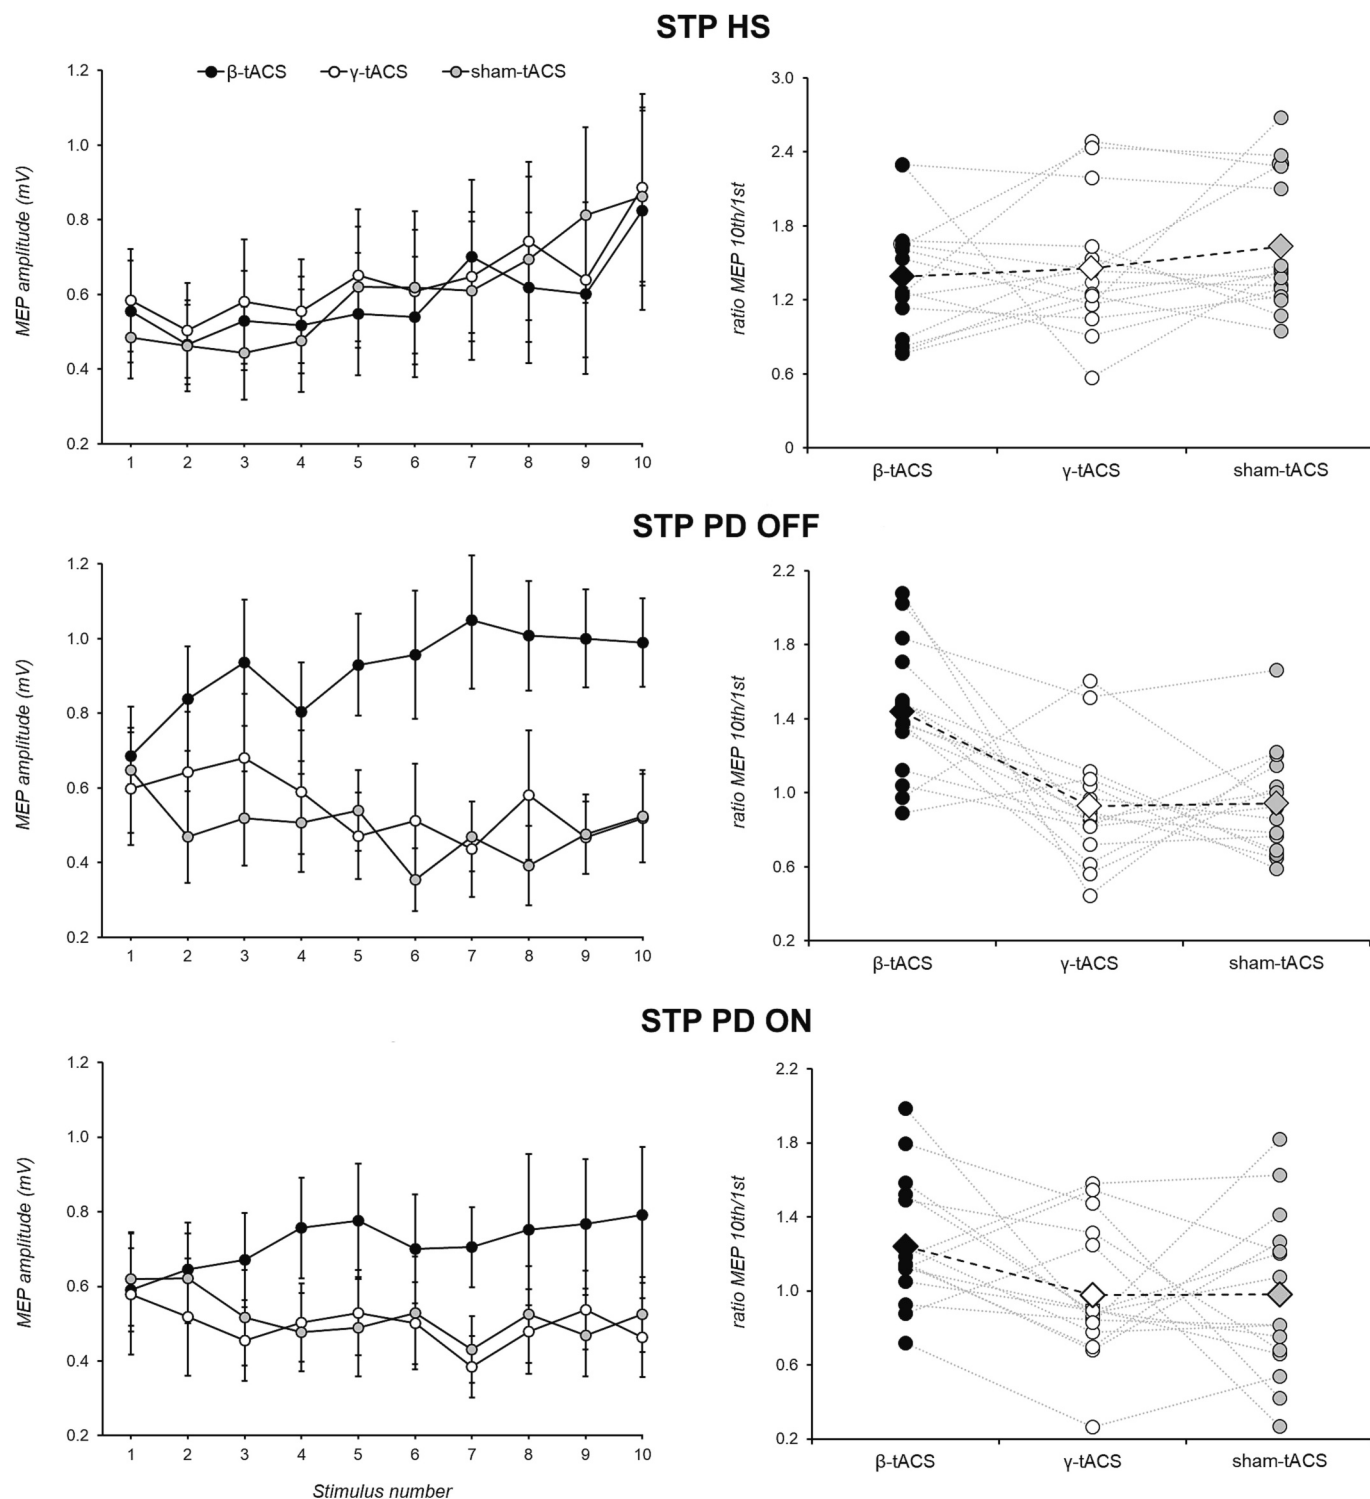 STP HS
β-tACS γ-tACS sham-tACS
MEP amplitude (mV)
1.2
1.0
0.8
0.6
0.4
0.2
1 2 3 4 5 6 7 8 9 10
ratio MEP 10th/1st
3.0
2.4
1.8
1.2
0.6
0
β-tACS γ-tACS sham-tACS
STP PD OFF
MEP amplitude (mV)
1.2
1.0
0.8
0.6
0.4
0.2
1 2 3 4 5 6 7 8 9 10
ratio MEP 10th/1st
2.2
1.8
1.4
1.0
0.6
0.2
β-tACS γ-tACS sham-tACS
STP PD ON
MEP amplitude (mV)
1.2
1.0
0.8
0.6
0.4
0.2
1 2 3 4 5 6 7 8 9 10
Stimulus number
ratio MEP 10th/1st
2.2
1.8
1.4
1.0
0.6
0.2
β-tACS γ-tACS sham-tACS